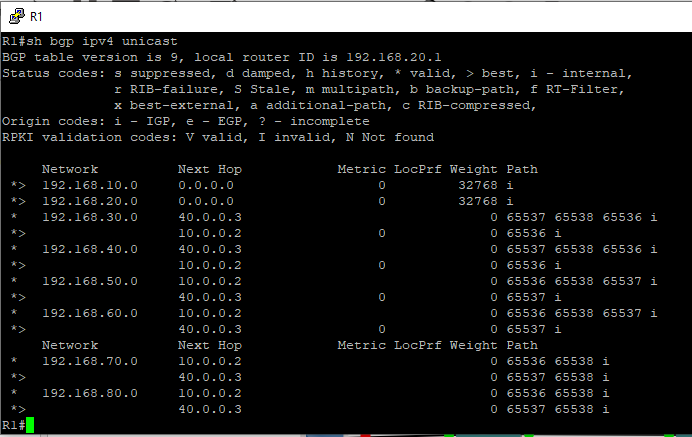 R1
R1#sh bgp ipv4 unicast
BGP table version is 9, local router ID is 192.168.20.1
Status codes: s suppressed, d damped, h history, * valid, > best, i - internal,
              r RIB-failure, S Stale, m multipath, b backup-path, f RT-Filter,
              x best-external, a additional-path, c RIB-compressed,
Origin codes: i - IGP, e - EGP, ? - incomplete
RPKI validation codes: V valid, I invalid, N Not found
     Network          Next Hop            Metric LocPrf Weight Path
 *>  192.168.10.0     0.0.0.0                  0         32768 i
 *>  192.168.20.0     0.0.0.0                  0         32768 i
 *   192.168.30.0     40.0.0.3                               0 65537 65538 65536 i
 *>                   10.0.0.2                 0             0 65536 i
 *   192.168.40.0     40.0.0.3                               0 65537 65538 65536 i
 *>                   10.0.0.2                 0             0 65536 i
 *   192.168.50.0     10.0.0.2                               0 65536 65538 65537 i
 *>                   40.0.0.3                 0             0 65537 i
 *   192.168.60.0     10.0.0.2                               0 65536 65538 65537 i
 *>                   40.0.0.3                 0             0 65537 i
     Network          Next Hop            Metric LocPrf Weight Path
 *   192.168.70.0     10.0.0.2                               0 65536 65538 i
 *>                   40.0.0.3                               0 65537 65538 i
 *   192.168.80.0     10.0.0.2                               0 65536 65538 i
 *>                   40.0.0.3                               0 65537 65538 i
R1#